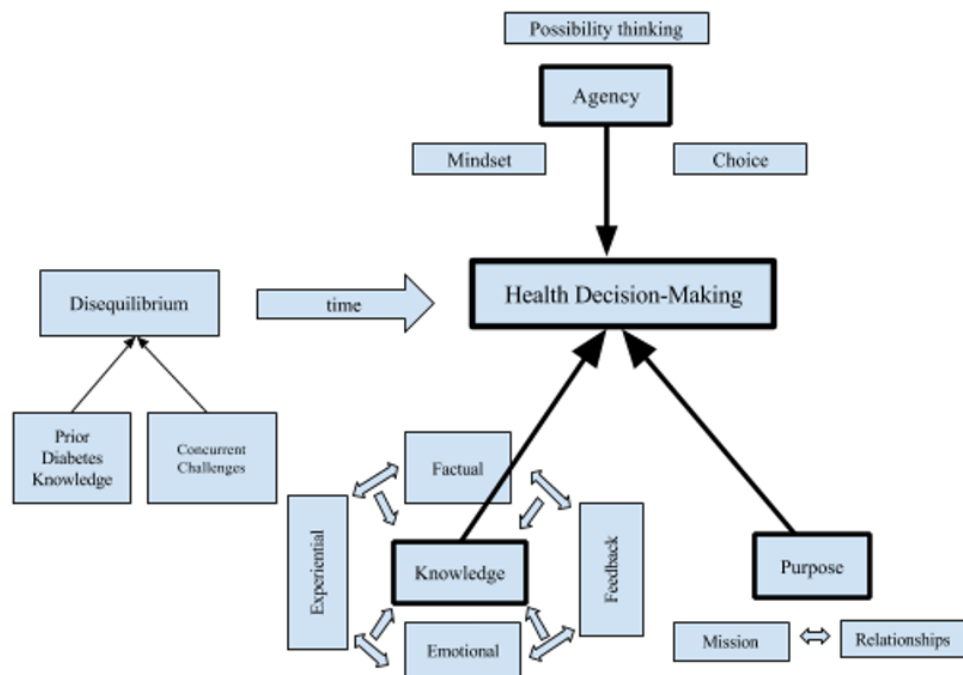 Possibility thinking
Agency
Mindset
Choice
Health Decision-Making
Disequilibrium
time
Prior
Diabetes
Knowledge
Concurrent
Challenges
Factual
Experiential
Knowledge
Feedback
Emotional
Purpose
Mission
Relationships